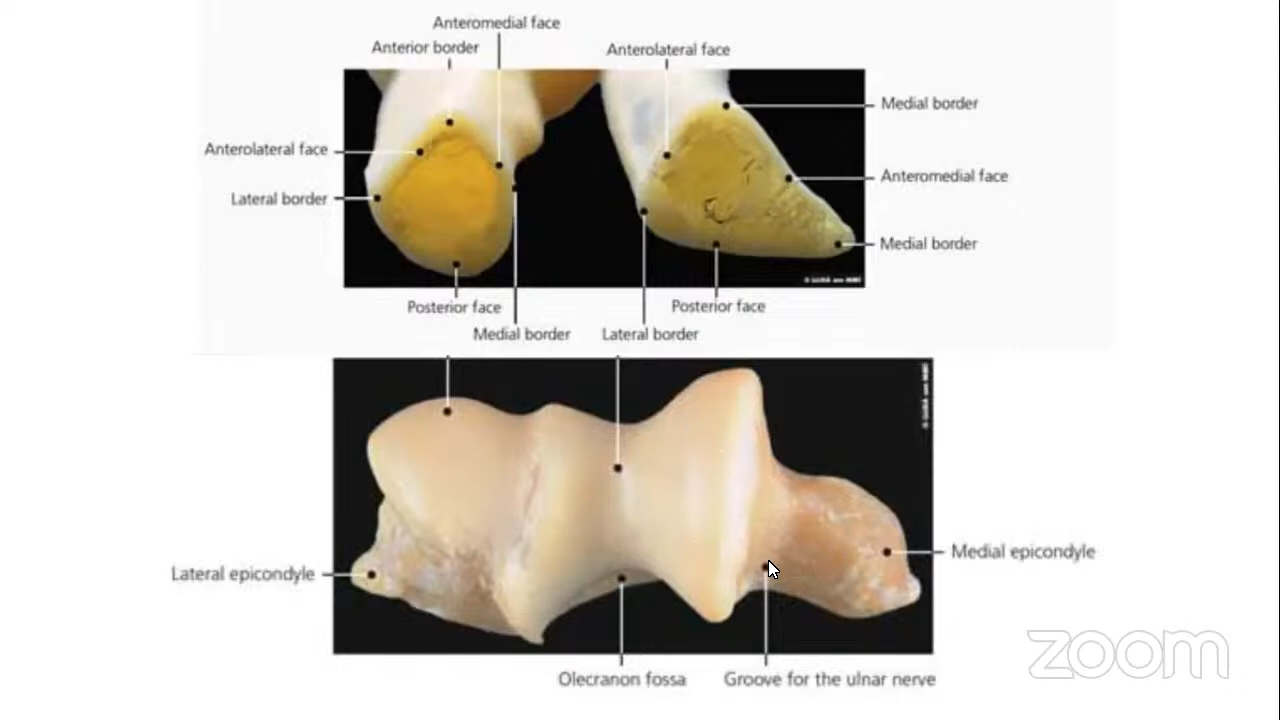 Anteromedial face
Anterior border
Anterolateral face
Medial border
Anterolateral face
Anteromedial face
Lateral border
Medial border
Posterior face
Posterior face
Medial border
Lateral border
Medial epicondyle
Lateral epicondyle
Olecranon fossa
Groove for the ulnar nerve
zoom